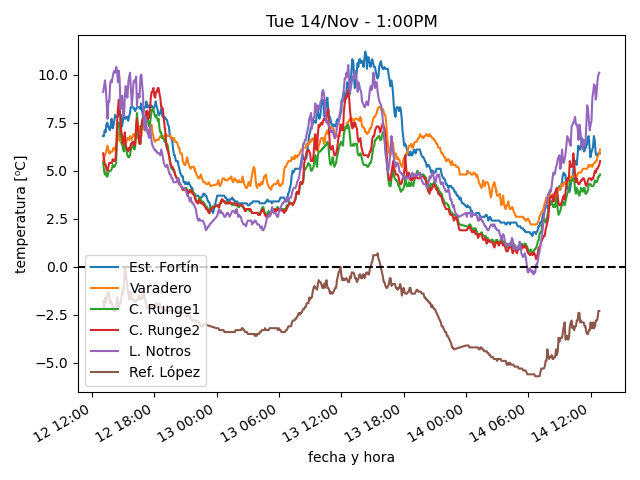 Tue 14/Nov - 1:00PM
temperatura [ºC]
10.0
7.5
5.0
2.5
0.0
−2.5
−5.0
Est. Fortín
Varadero
C. Runge1
C. Runge2
L. Notros
Ref. López
12 12:00
12 18:00
13 00:00
13 06:00
13 12:00
13 18:00
14 00:00
14 06:00
14 12:00
fecha y hora